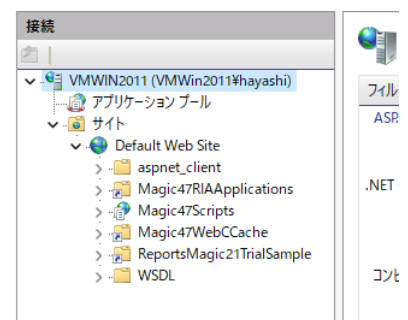 接続
VMWIN2011 (VMWin2011¥hayashi)
アプリケーション プール
サイト
Default Web Site
aspnet_client
Magic47RIAApplications
Magic47Scripts
Magic47WebCCache
ReportsMagic21TrialSample
WSDL
フィル
ASP.
.NET
コンピ